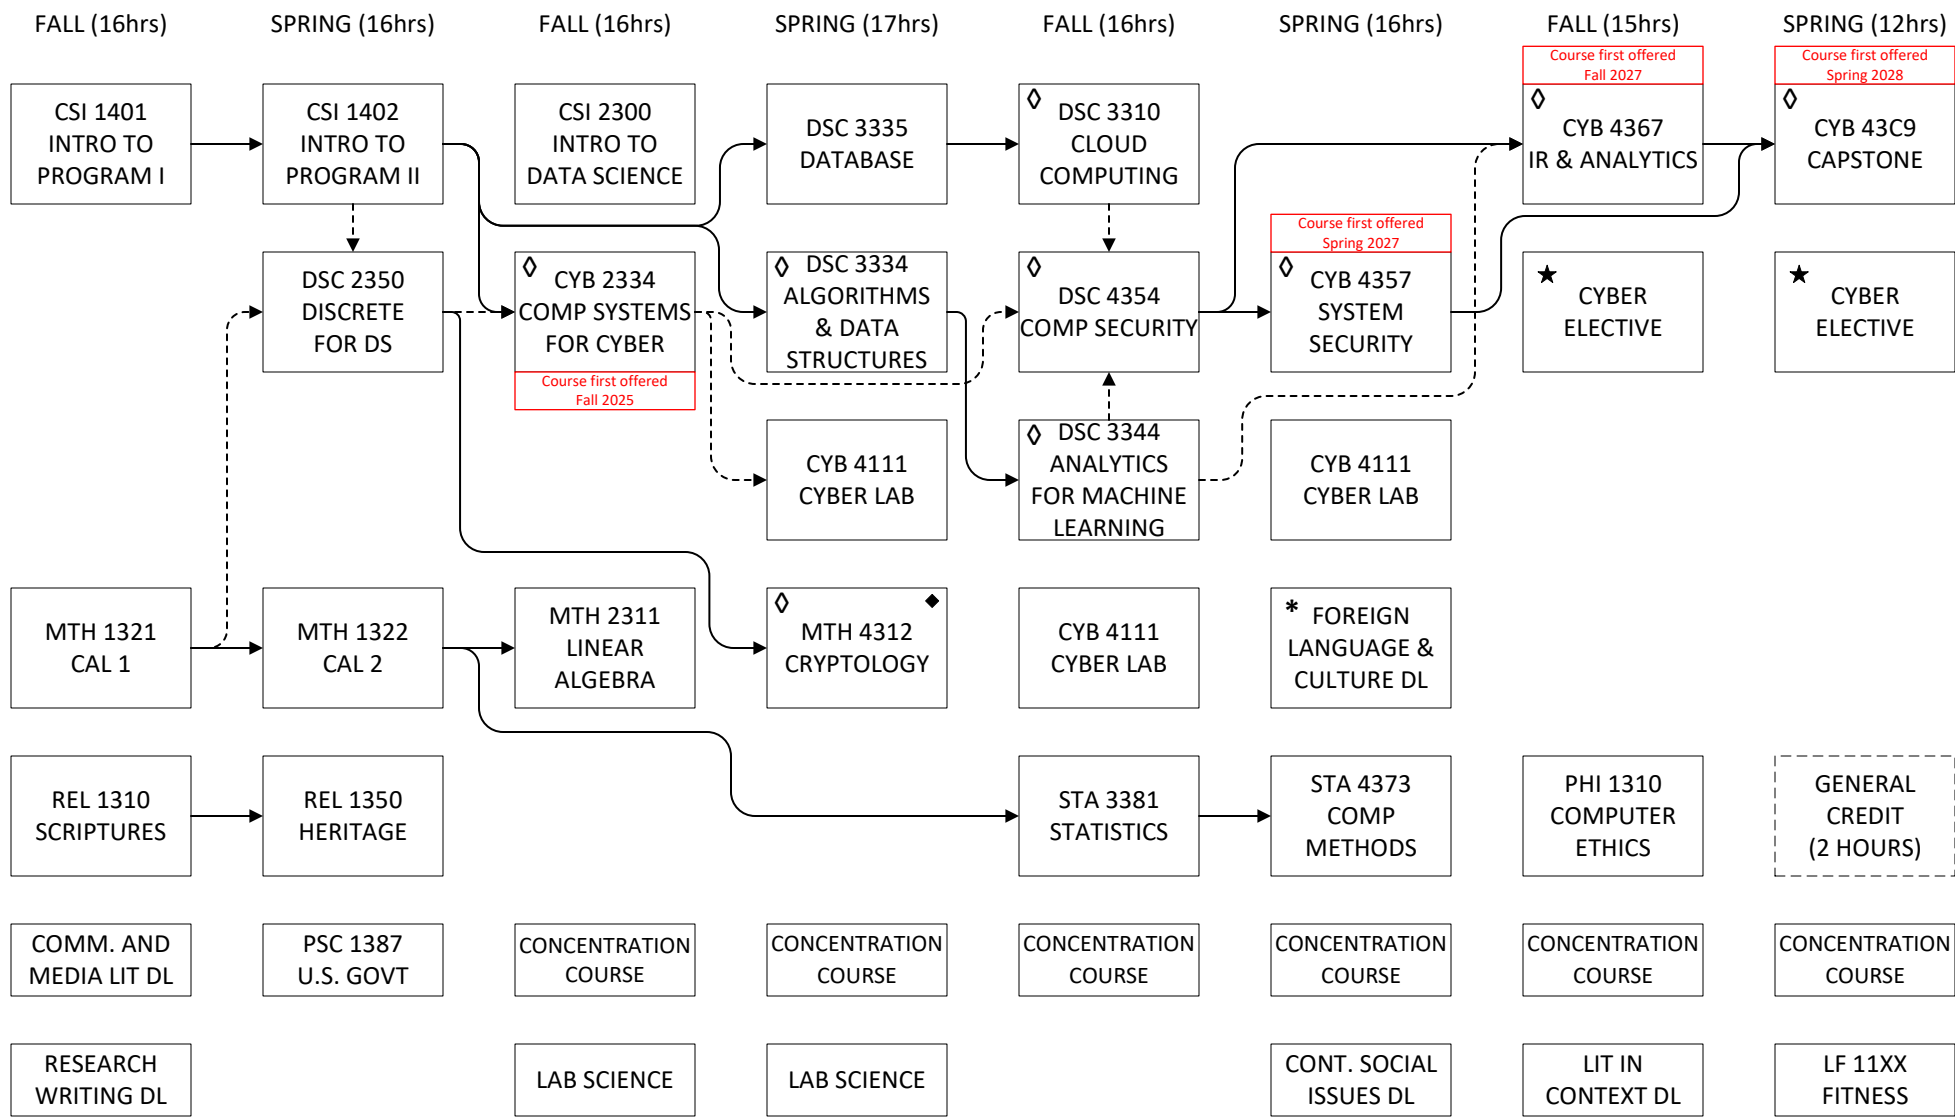 FALL (16hrs)
SPRING (16hrs)
FALL (16hrs)
SPRING (17hrs)
FALL (16hrs)
SPRING (16hrs)
FALL (15hrs)
SPRING (12hrs)
Course first offered
Fall 2027
Course first offered
Spring 2028
CSI 1401
INTRO TO
PROGRAM I
CSI 1402
INTRO TO
PROGRAM II
CSI 2300
INTRO TO
DATA SCIENCE
DSC 3335
DATABASE
◊ DSC 3310
CLOUD
COMPUTING
◊
CYB 4367
IR & ANALYTICS
◊
CYB 43C9
CAPSTONE
Course first offered
Spring 2027
DSC 2350
DISCRETE
FOR DS
◊ CYB 2334
COMP SYSTEMS
FOR CYBER
Course first offered
Fall 2025
◊ DSC 3334
ALGORITHMS
& DATA
STRUCTURES
◊
DSC 4354
COMP SECURITY
◊ CYB 4357
SYSTEM
SECURITY
★ CYBER
ELECTIVE
★ CYBER
ELECTIVE
CYB 4111
CYBER LAB
◊ DSC 3344
ANALYTICS
FOR MACHINE
LEARNING
CYB 4111
CYBER LAB
MTH 1321
CAL 1
MTH 1322
CAL 2
MTH 2311
LINEAR
ALGEBRA
◊ ◆
MTH 4312
CRYPTOLOGY
CYB 4111
CYBER LAB
* FOREIGN
LANGUAGE &
CULTURE DL
REL 1310
SCRIPTURES
REL 1350
HERITAGE
STA 3381
STATISTICS
STA 4373
COMP
METHODS
PHI 1310
COMPUTER
ETHICS
GENERAL
CREDIT
(2 HOURS)
COMM. AND
MEDIA LIT DL
PSC 1387
U.S. GOVT
CONCENTRATION
COURSE
CONCENTRATION
COURSE
CONCENTRATION
COURSE
CONCENTRATION
COURSE
CONCENTRATION
COURSE
CONCENTRATION
COURSE
RESEARCH
WRITING DL
LAB SCIENCE
LAB SCIENCE
CONT. SOCIAL
ISSUES DL
LIT IN
CONTEXT DL
LF 11XX
FITNESS